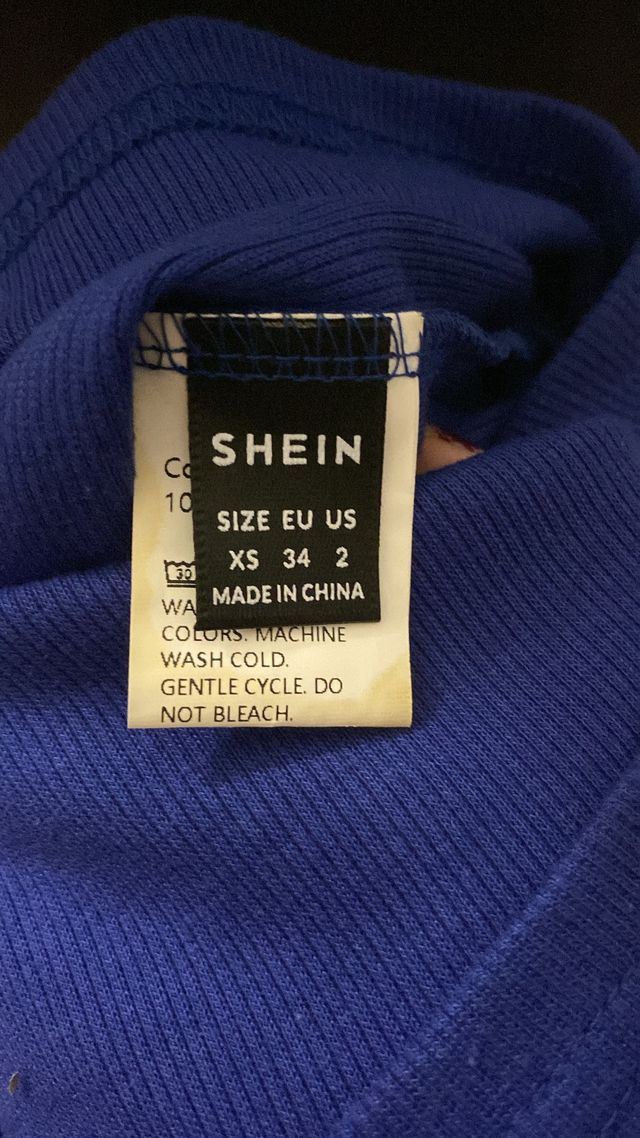 SHEIN
SIZE EU US
XS 34 2
MADE IN CHINA
30
COLORS. MACHINE
WASH COLD.
GENTLE CYCLE. DO
NOT BLEACH.